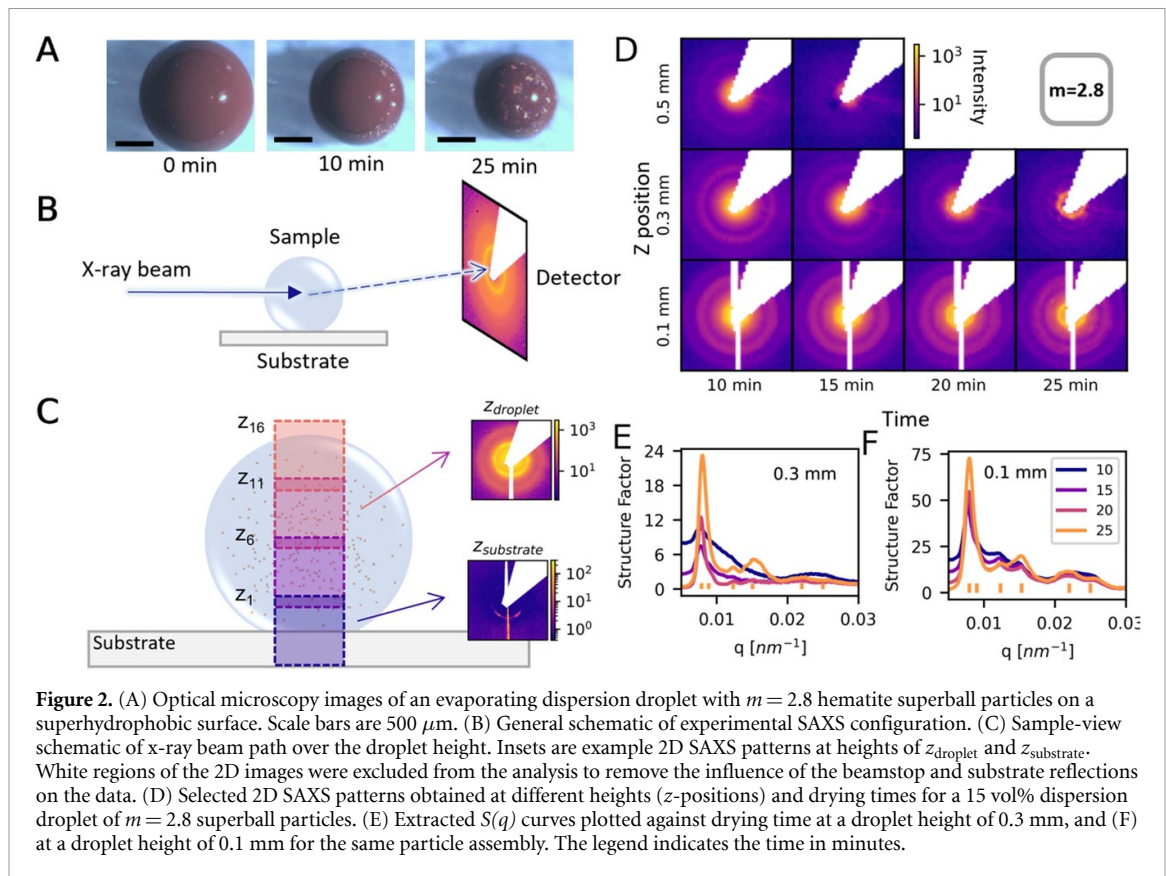 A
0 min
10 min
25 min
B
X-ray beam
Sample
Detector
Substrate
C
z16
z11
z6
z1
Substrate
zdroplet
10³
10¹
zsubstrate
10²
10¹
10⁰
D
Z position
0.5 mm
0.3 mm
0.1 mm
10³
10¹
Intensity
m=2.8
10 min
15 min
20 min
25 min
Time
E
Structure Factor
24
18
12
6
0
0.3 mm
0.01
0.02
0.03
q [nm⁻¹]
F
Structure Factor
75
50
25
0
0.1 mm
10
15
20
25
0.01
0.02
0.03
q [nm⁻¹]
Figure 2. (A) Optical microscopy images of an evaporating dispersion droplet with m = 2.8 hematite superball particles on a
superhydrophobic surface. Scale bars are 500 μm. (B) General schematic of experimental SAXS configuration. (C) Sample-view
schematic of x-ray beam path over the droplet height. Insets are example 2D SAXS patterns at heights of zdroplet and zsubstrate.
White regions of the 2D images were excluded from the analysis to remove the influence of the beamstop and substrate reflections
on the data. (D) Selected 2D SAXS patterns obtained at different heights (z-positions) and drying times for a 15 vol% dispersion
droplet of m = 2.8 superball particles. (E) Extracted S(q) curves plotted against drying time at a droplet height of 0.3 mm, and (F)
at a droplet height of 0.1 mm for the same particle assembly. The legend indicates the time in minutes.